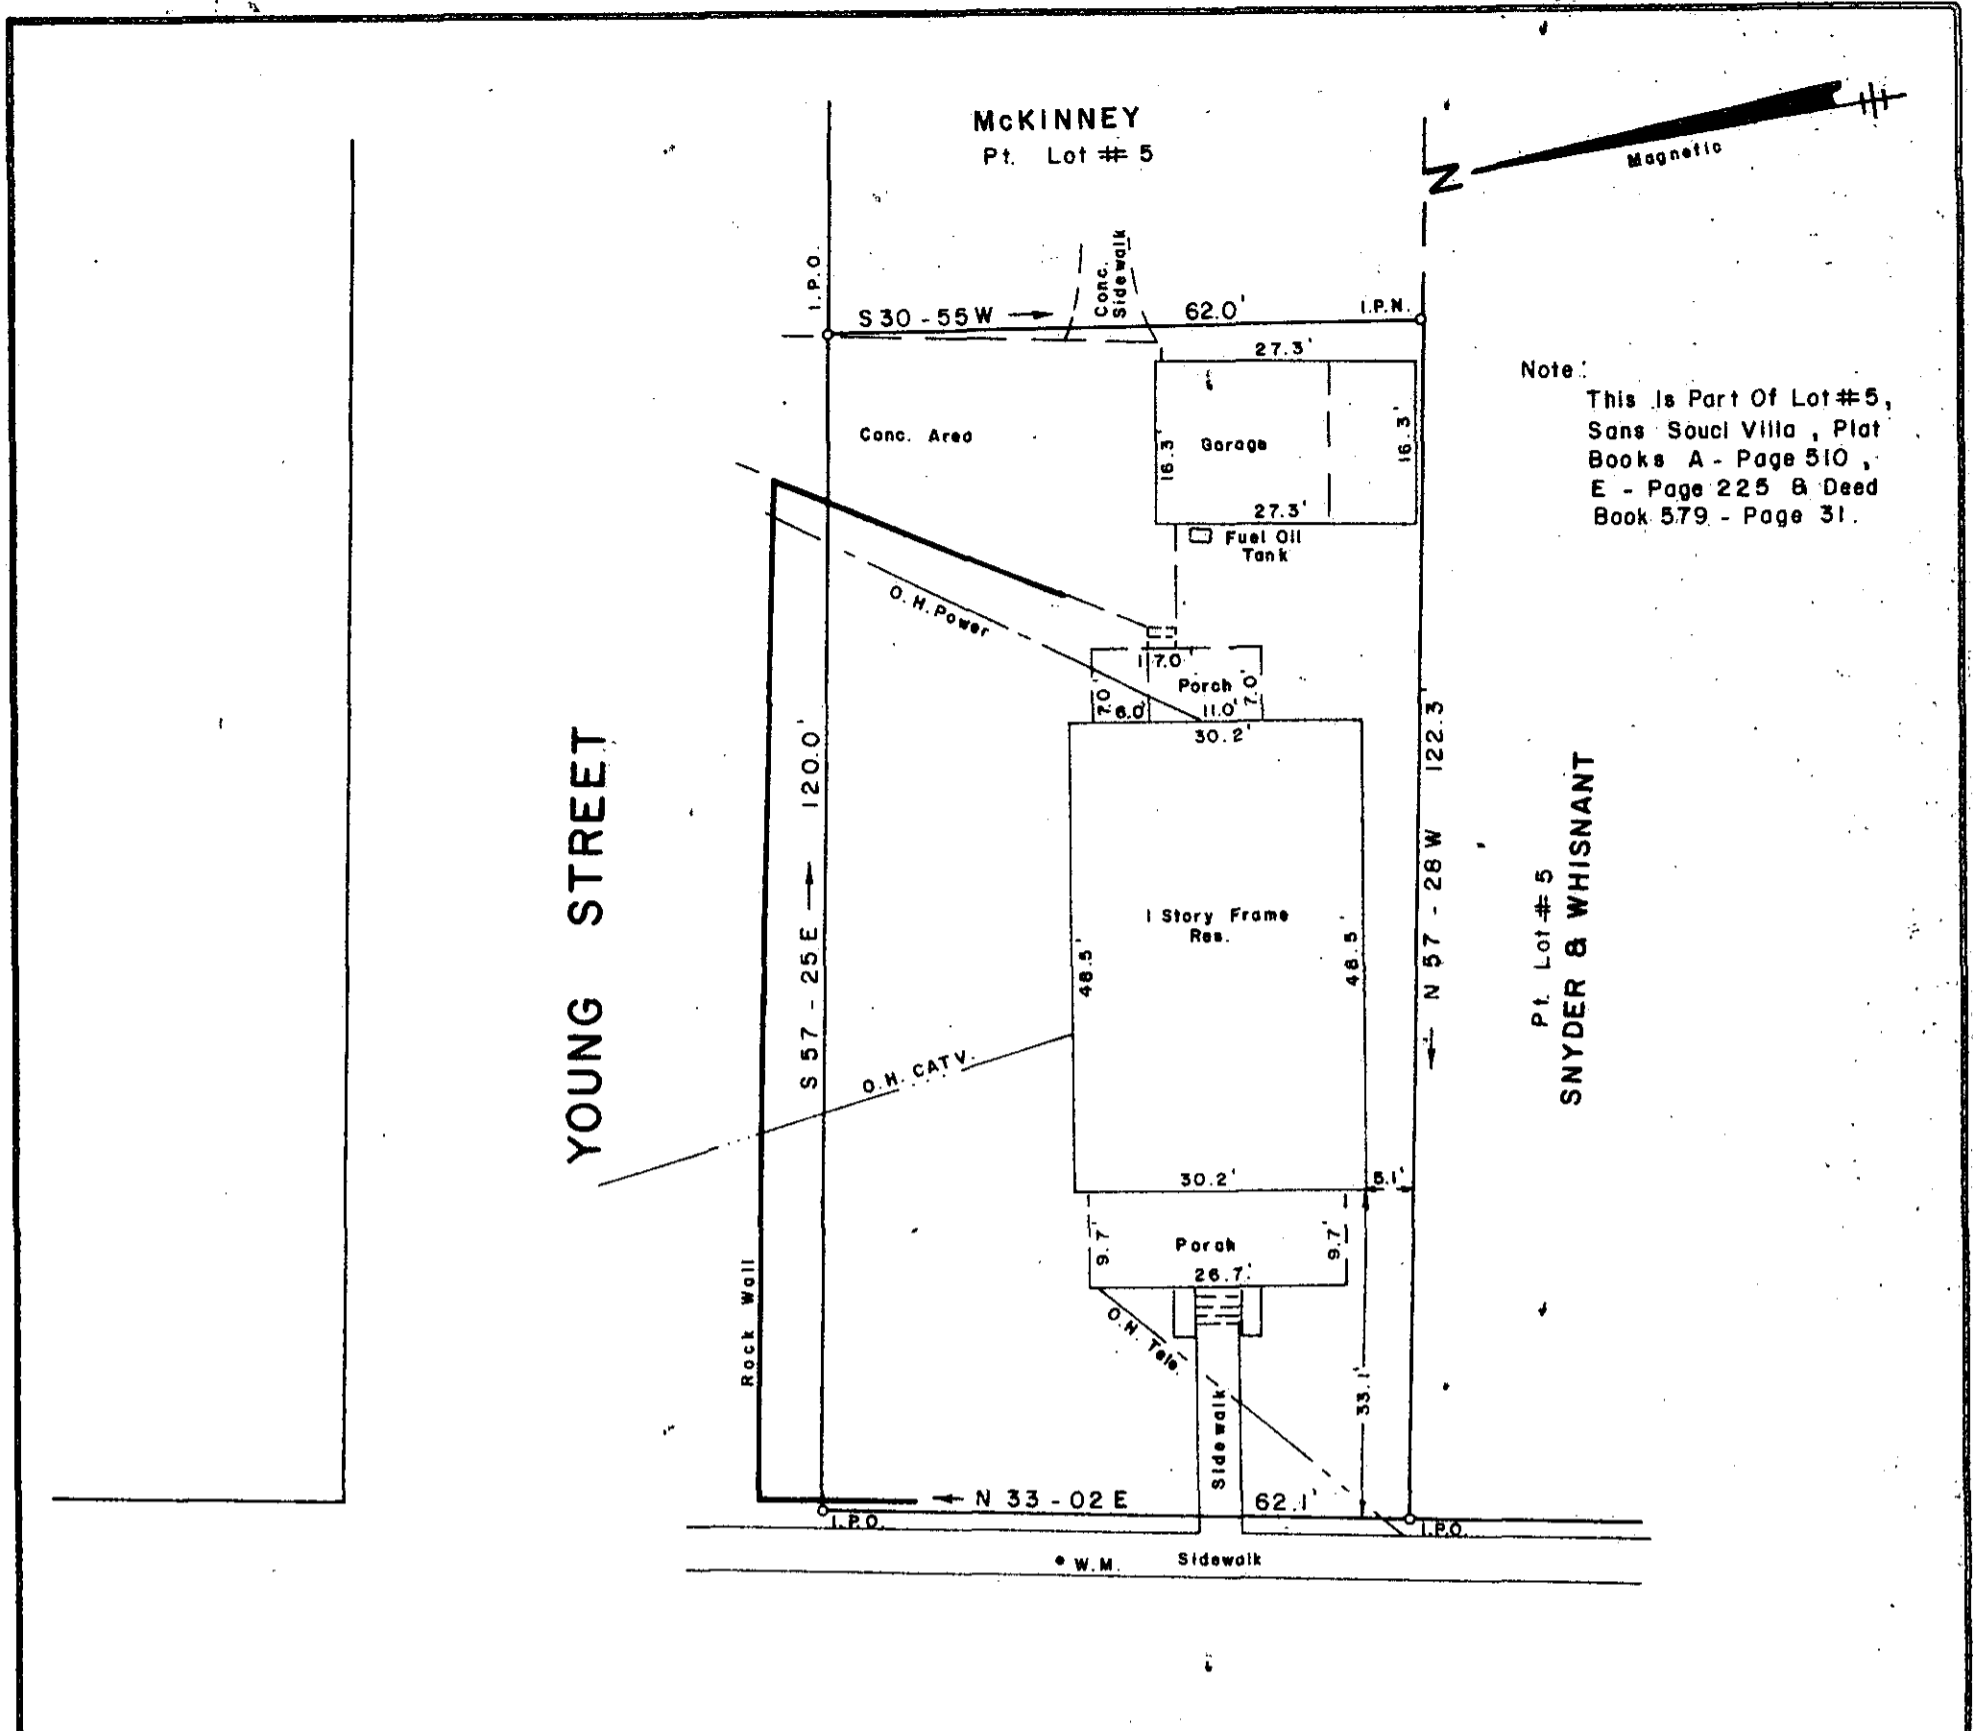 McKINNEY
Pt. Lot # 5
N
Magnetic
I.P.O.
S 30 - 55 W
Conc.
Sidewalk
62.0'
I.P.N.
27.3'
Note:
This Is Part Of Lot # 5,
Sans Souci Villa , Plat
Books A - Page 510 ,
E - Page 225 & Deed
Book 579 - Page 31.
Conc. Area
16.3'
Garage
16.3'
27.3'
Fuel Oil
Tank
O.H. Power
17.0'
7.0'
Porch
7.0'
6.0'
11.0'
30.2'
YOUNG STREET
S 57 - 25 E 120.0'
N 57 - 28 W 122.3'
Pt. Lot # 5
SNYDER & WHISNANT
1 Story Frame
Res.
48.5'
48.5'
O.H. CATV.
30.2'
5.1'
9.7'
Porch
9.7'
26.7'
Rock Wall
O.H. Tele.
Sidewalk
33.1'
N 33 - 02 E
62.1'
I.P.O.
I.P.O.
W.M.
Sidewalk